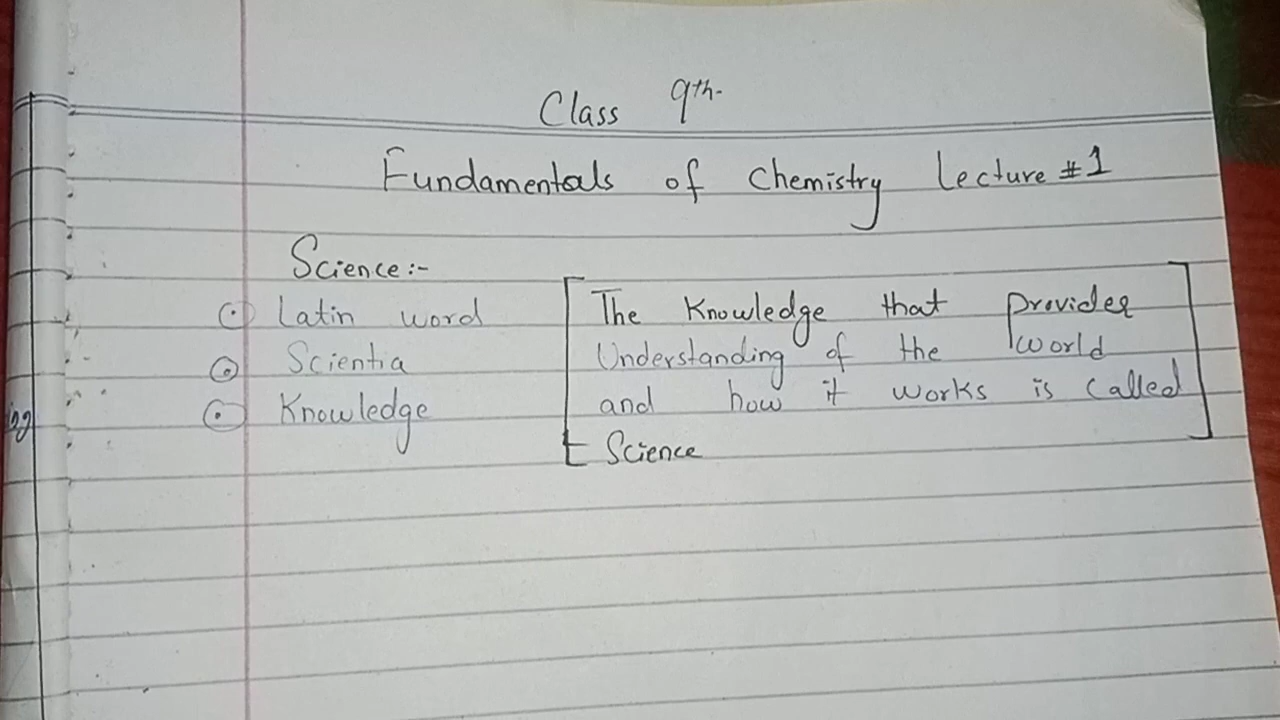 Class 9th.
Fundamentals of Chemistry Lecture #1
Science:-
Latin word
Scientia
Knowledge
The Knowledge that provider
Understanding of the world
and how it works is called
Science